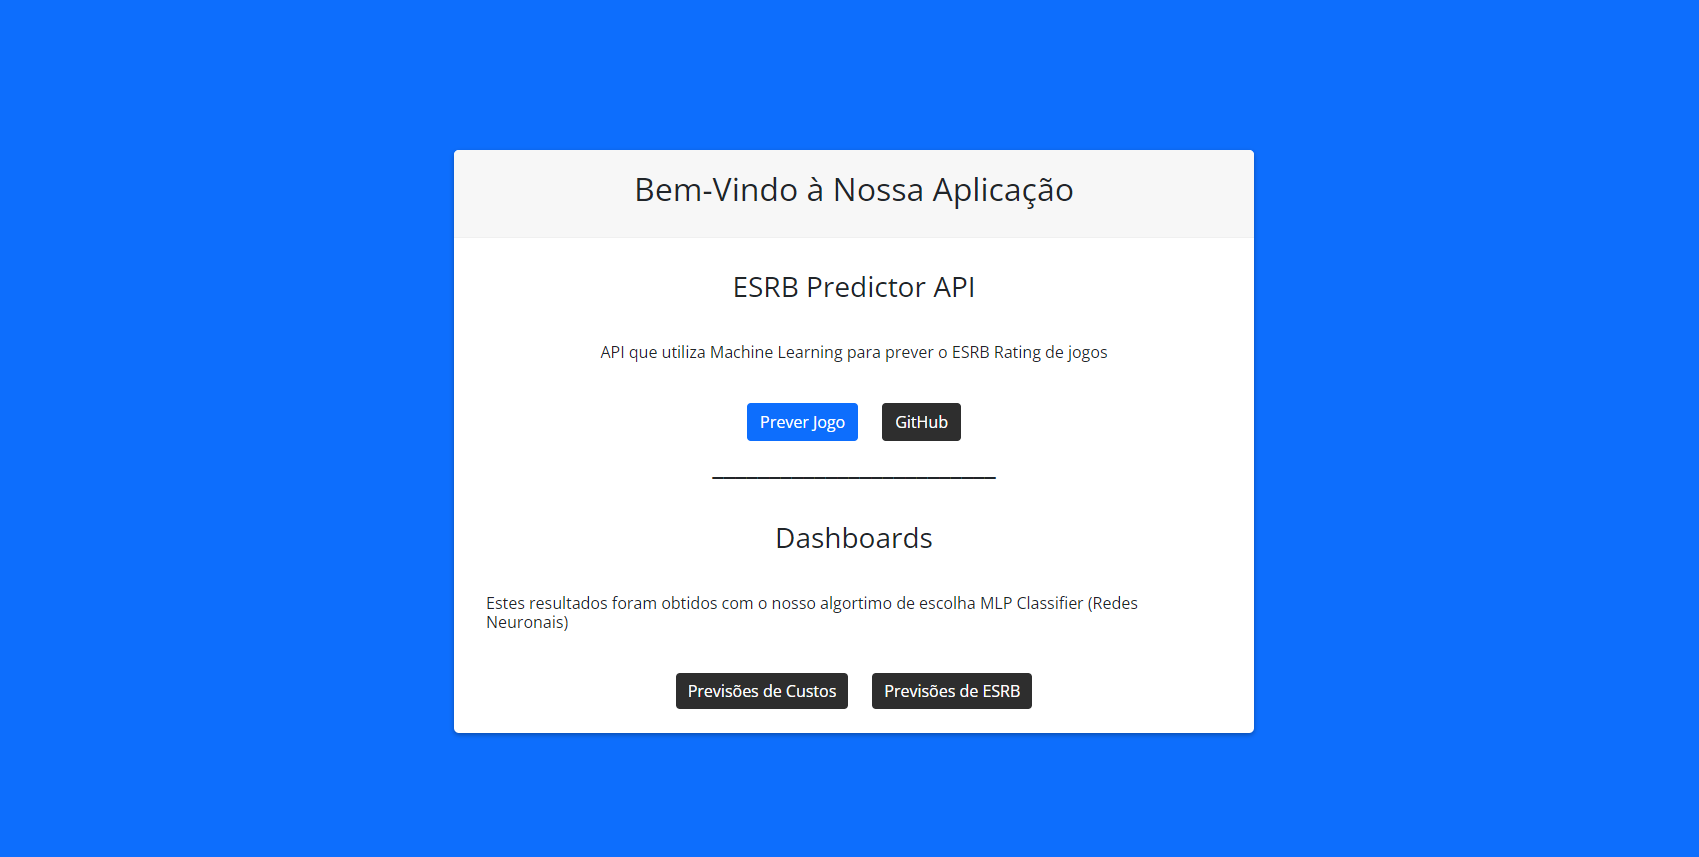 Bem-Vindo à Nossa Aplicação
ESRB Predictor API
API que utiliza Machine Learning para prever o ESRB Rating de jogos
Prever Jogo
GitHub
Dashboards
Estes resultados foram obtidos com o nosso algortimo de escolha MLP Classifier (Redes
Neuronais)
Previsões de Custos
Previsões de ESRB